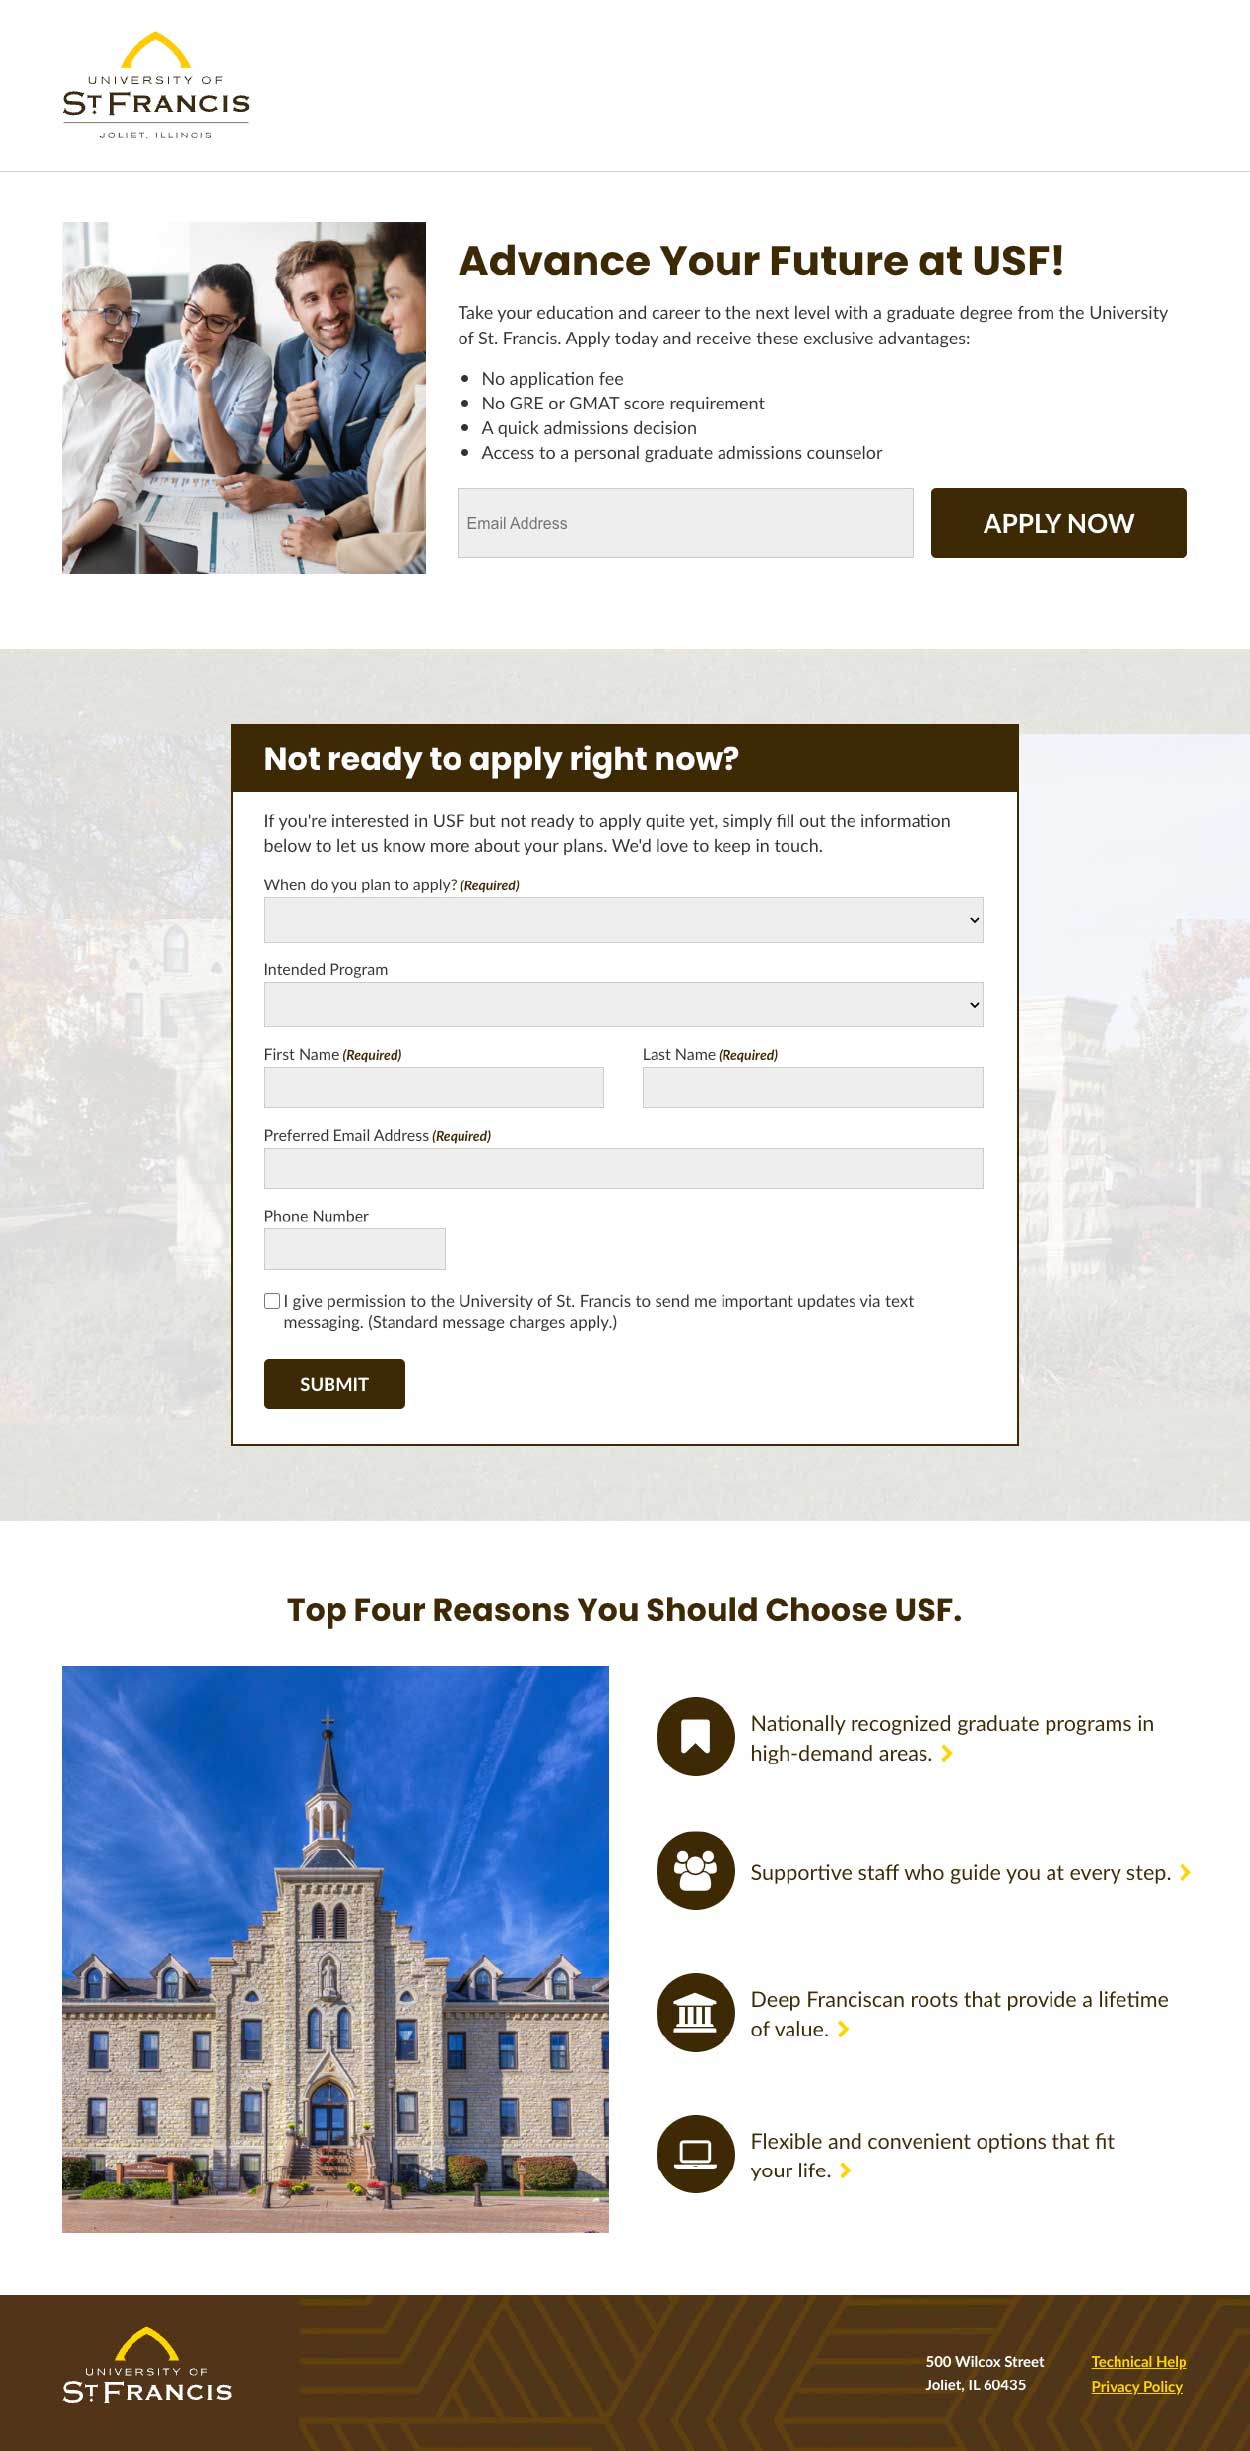 UNIVERSITY OF
ST. FRANCIS
JOLIET, ILLINOIS
Advance Your Future at USF!
Take your education and career to the next level with a graduate degree from the University
of St. Francis. Apply today and receive these exclusive advantages:
• No application fee
• No GRE or GMAT score requirement
• A quick admissions decision
• Access to a personal graduate admissions counselor
Email Address
APPLY NOW
Not ready to apply right now?
If you're interested in USF but not ready to apply quite yet, simply fill out the information
below to let us know more about your plans. We'd love to keep in touch.
When do you plan to apply? (Required)
Intended Program
First Name (Required) Last Name (Required)
Preferred Email Address (Required)
Phone Number
I give permission to the University of St. Francis to send me important updates via text
messaging. (Standard message charges apply.)
SUBMIT
Top Four Reasons You Should Choose USF.
Nationally recognized graduate programs in
high-demand areas.
Supportive staff who guide you at every step.
Deep Franciscan roots that provide a lifetime
of value.
Flexible and convenient options that fit
your life.
UNIVERSITY OF
ST. FRANCIS
500 Wilcox Street
Joliet, IL 60435
Technical Help
Privacy Policy